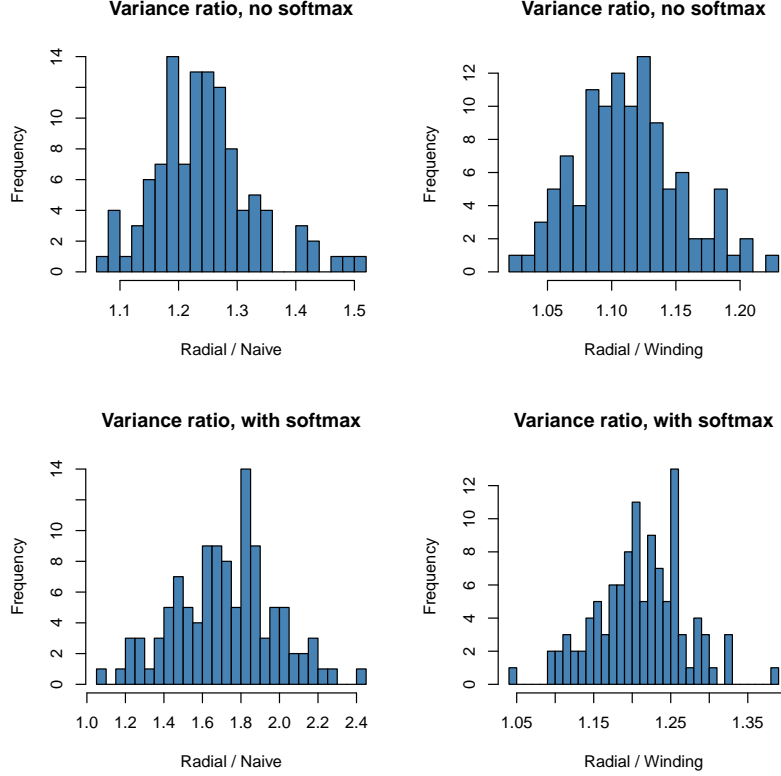 Variance ratio, no softmax
Frequency
0 2 4 6 8 10 14
1.1 1.2 1.3 1.4 1.5
Radial / Naive
Variance ratio, no softmax
Frequency
0 2 4 6 8 10 12
1.05 1.10 1.15 1.20
Radial / Winding
Variance ratio, with softmax
Frequency
0 2 4 6 8 10 14
1.0 1.2 1.4 1.6 1.8 2.0 2.2 2.4
Radial / Naive
Variance ratio, with softmax
Frequency
0 2 4 6 8 10 12
1.05 1.15 1.25 1.35
Radial / Winding